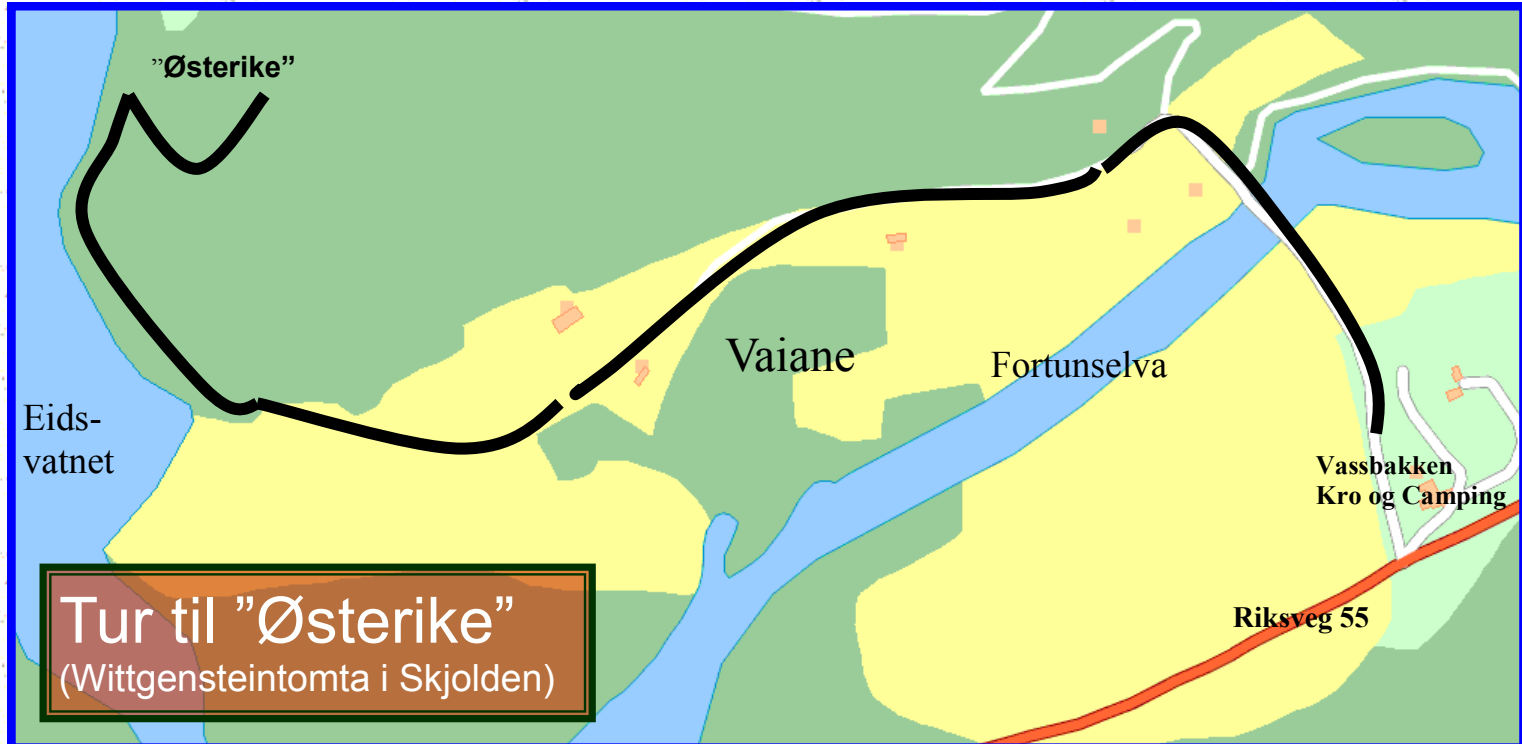 ”Østerike”
Vaiane
Fortunselva
Eids-
vatnet
Vassbakken
Kro og Camping
Riksveg 55
Tur til ”Østerike”
(Wittgensteintomta i Skjolden)